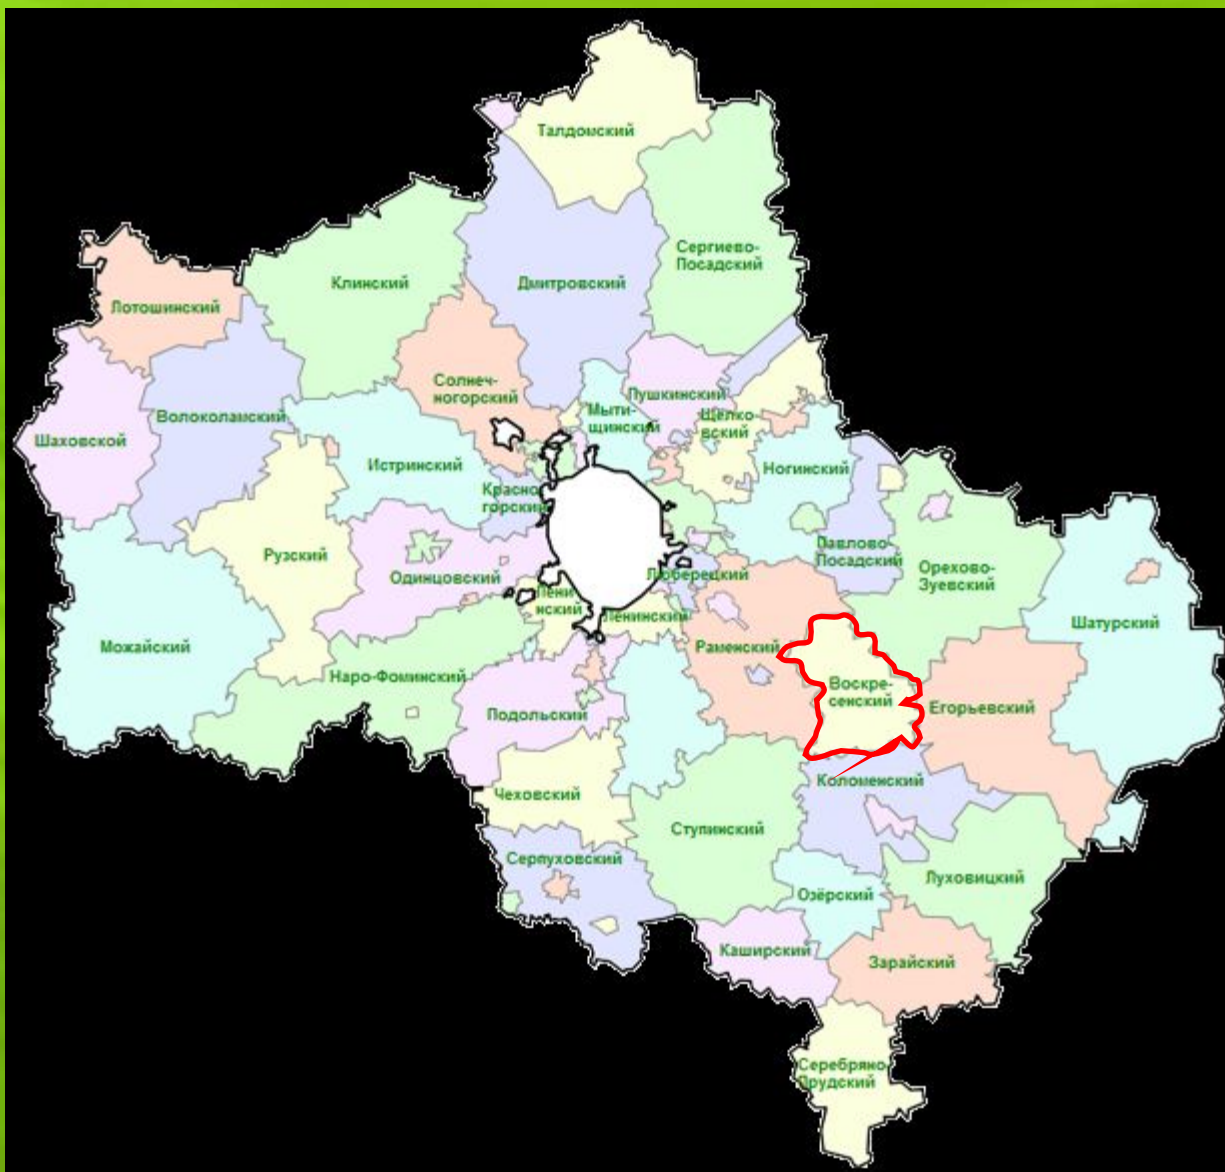 Талдомский
Сергиево-
Посадский
Клинский
Дмитровский
Лотошинский
Солнеч-
ногорский
Пушкинский
Волоколамский
Мыти-
щинский
Щёлко-
вский
Шаховской
Истринский
Ногинский
Красно
горский
Рузский
Павлово-
Посадский
Орехово-
Зуевский
Одинцовский
Люберецкий
Лени
нский
Ленинский
Шатурский
Можайский
Раменский
Наро-Фоминский
Воскре-
сенский
Подольский
Егорьевский
Коломенский
Чеховский
Ступинский
Серпуховский
Луховицкий
Озёрский
Каширский
Зарайский
Серебряно
Прудский